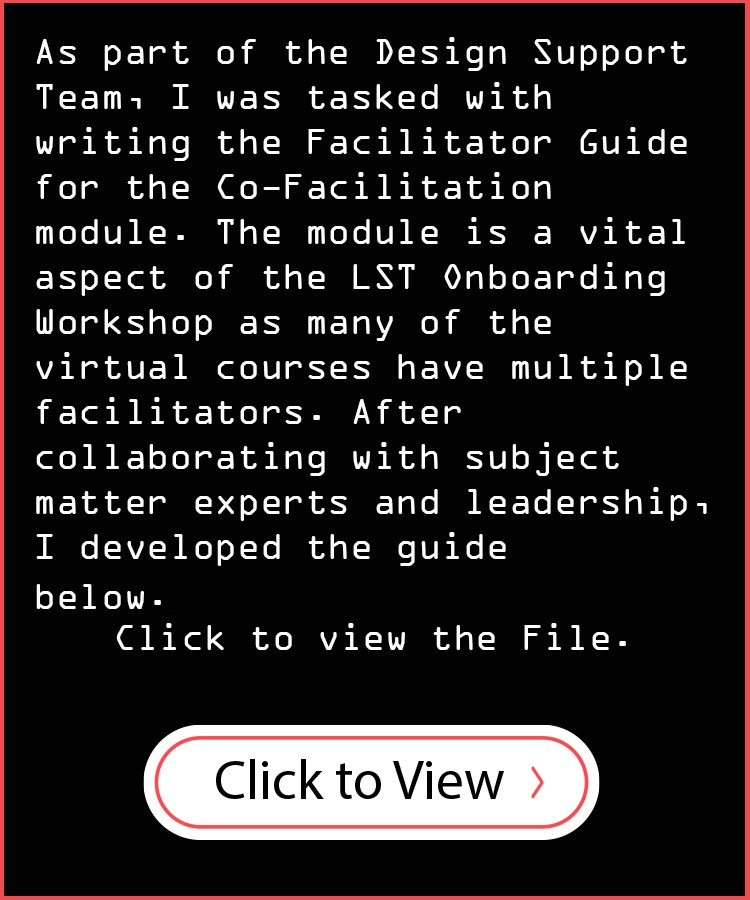 As part of the Design Support
Team, I was tasked with
writing the Facilitator Guide
for the Co-Facilitation
module. The module is a vital
aspect of the LST Onboarding
Workshop as many of the
virtual courses have multiple
facilitators. After
collaborating with subject
matter experts and leadership,
I developed the guide
below.
Click to view the File.
Click to View